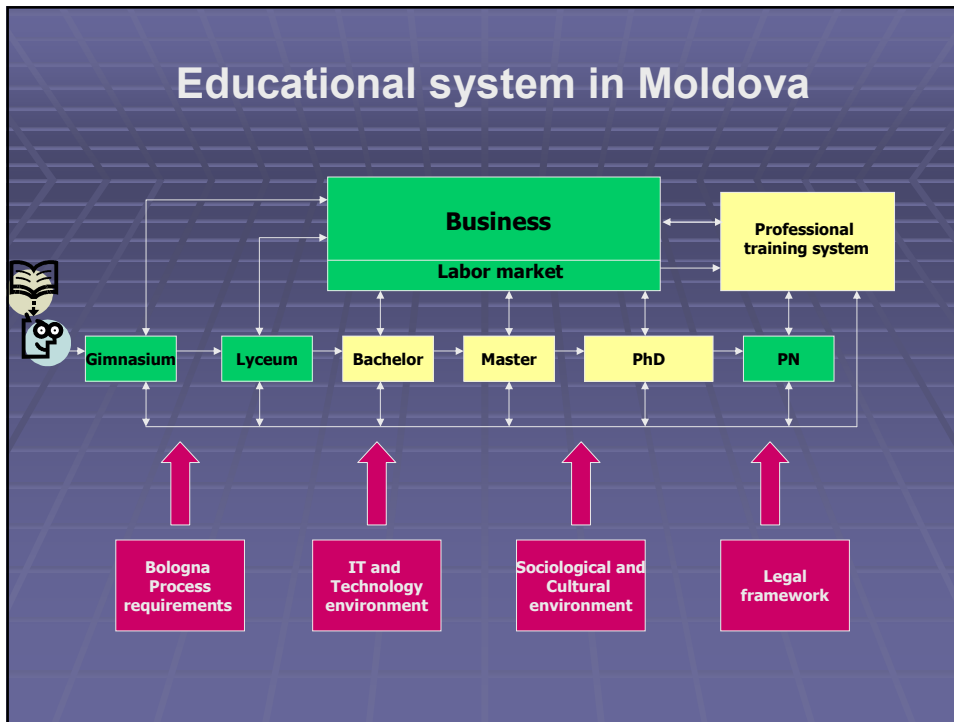 Educational system in Moldova
Business
Labor market
Professional
training system
Gimnasium
Lyceum
Bachelor
Master
PhD
PN
Bologna
Process
requirements
IT and
Technology
environment
Sociological and
Cultural
environment
Legal
framework